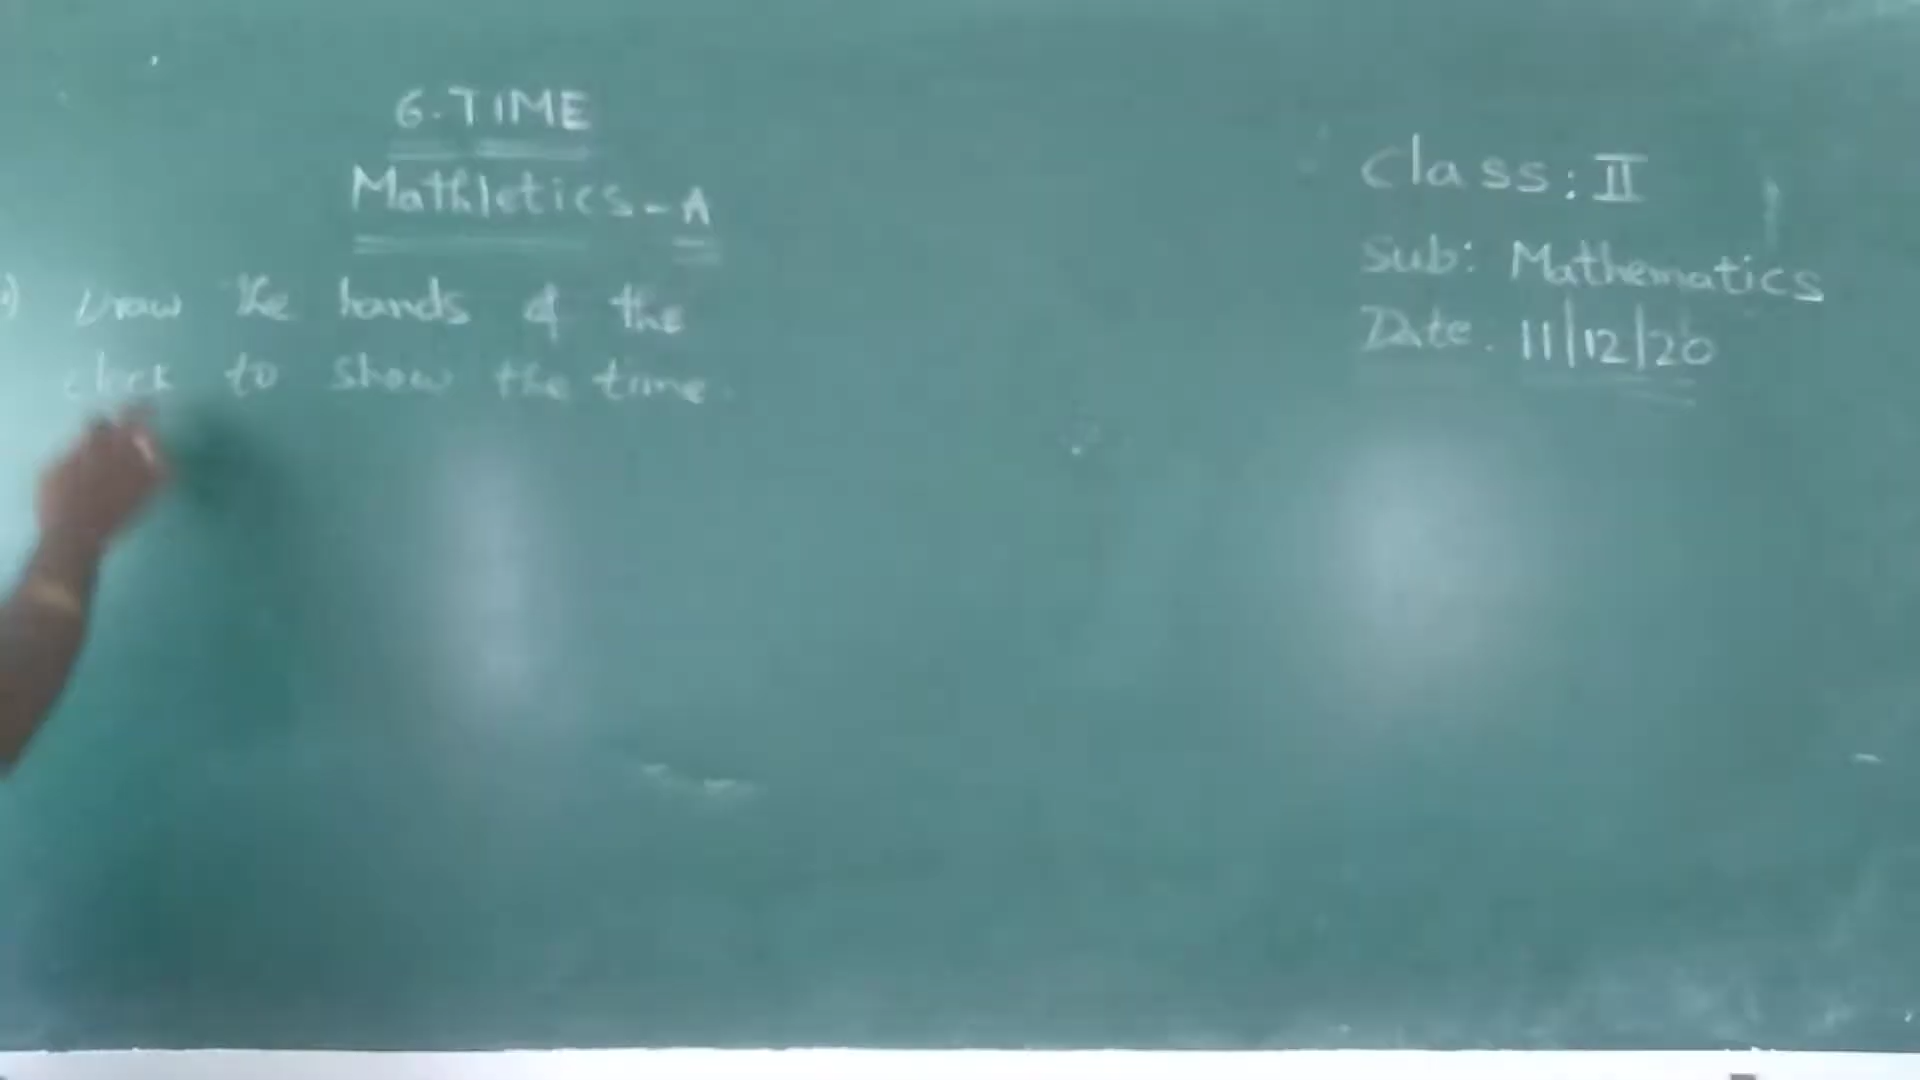 6. TIME
Mathletics - A
Draw the hands of the
clock to show the time.
Class: II
Sub: Mathematics
Date. 11/12/20